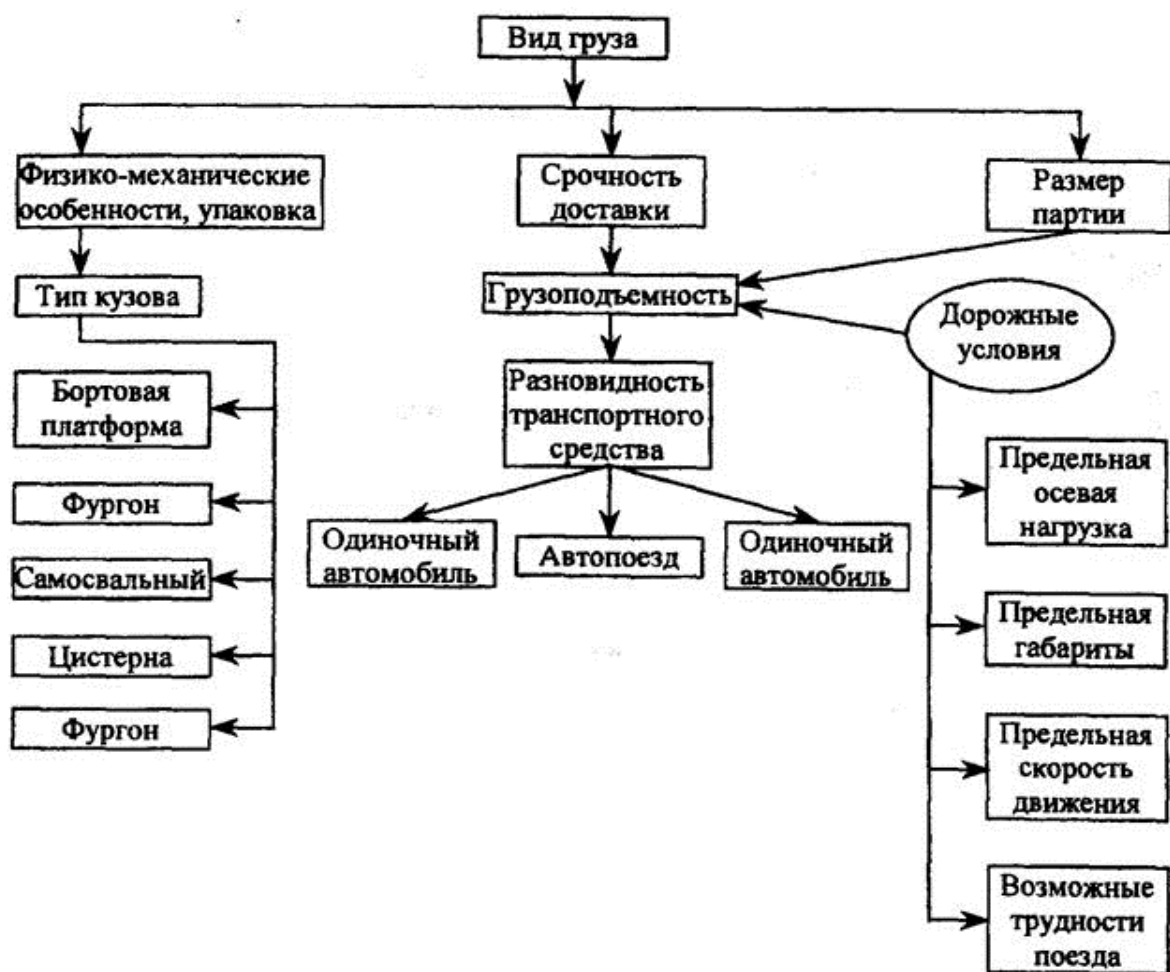 Вид груза
Физико-механические
особенности, упаковка
Срочность
доставки
Размер
партии
Тип кузова
Грузоподъемность
Дорожные
условия
Бортовая
платформа
Фургон
Самосвальный
Цистерна
Фургон
Разновидность
транспортного
средства
Одиночный
автомобиль
Автопоезд
Одиночный
автомобиль
Предельная
осевая
нагрузка
Предельная
габариты
Предельная
скорость
движения
Возможные
трудности
поезда